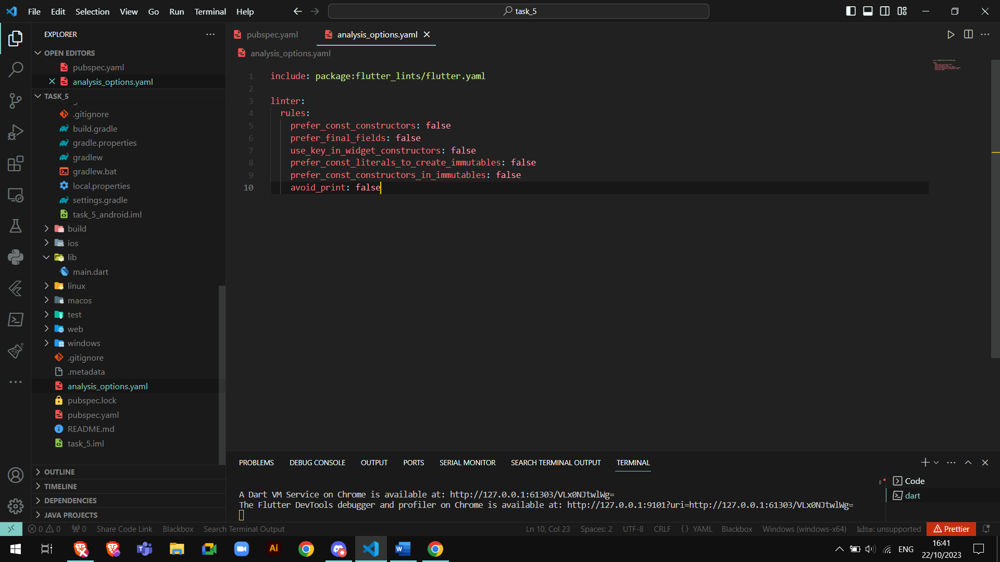 File Edit Selection View Go Run Terminal Help
task_5
EXPLORER
OPEN EDITORS
pubspec.yaml
analysis_options.yaml
TASK_5
.gitignore
build.gradle
gradle.properties
gradlew
gradlew.bat
local.properties
settings.gradle
task_5_android.iml
build
ios
lib
main.dart
linux
macos
test
web
windows
.gitignore
.metadata
analysis_options.yaml
pubspec.lock
pubspec.yaml
README.md
task_5.iml
OUTLINE
TIMELINE
DEPENDENCIES
JAVA PROJECTS
pubspec.yaml analysis_options.yaml
analysis_options.yaml
1 include: package:flutter_lints/flutter.yaml
2
3 linter:
4 rules:
5 prefer_const_constructors: false
6 prefer_final_fields: false
7 use_key_in_widget_constructors: false
8 prefer_const_literals_to_create_immutables: false
9 prefer_const_constructors_in_immutables: false
10 avoid_print: false
PROBLEMS DEBUG CONSOLE OUTPUT PORTS SERIAL MONITOR SEARCH TERMINAL OUTPUT TERMINAL
A Dart VM Service on Chrome is available at: http://127.0.0.1:61303/VLx0NJtwlWg=
The Flutter DevTools debugger and profiler on Chrome is available at: http://127.0.0.1:9101?uri=http://127.0.0.1:61303/VLx0NJtwlWg=
Code
dart
0 0 0 Share Code Link Blackbox Search Terminal Output Ln 10, Col 23 Spaces: 2 UTF-8 CRLF {} YAML Blackbox Windows (windows-x64) kite: unsupported Prettier
Ai
ENG
16:41
22/10/2023